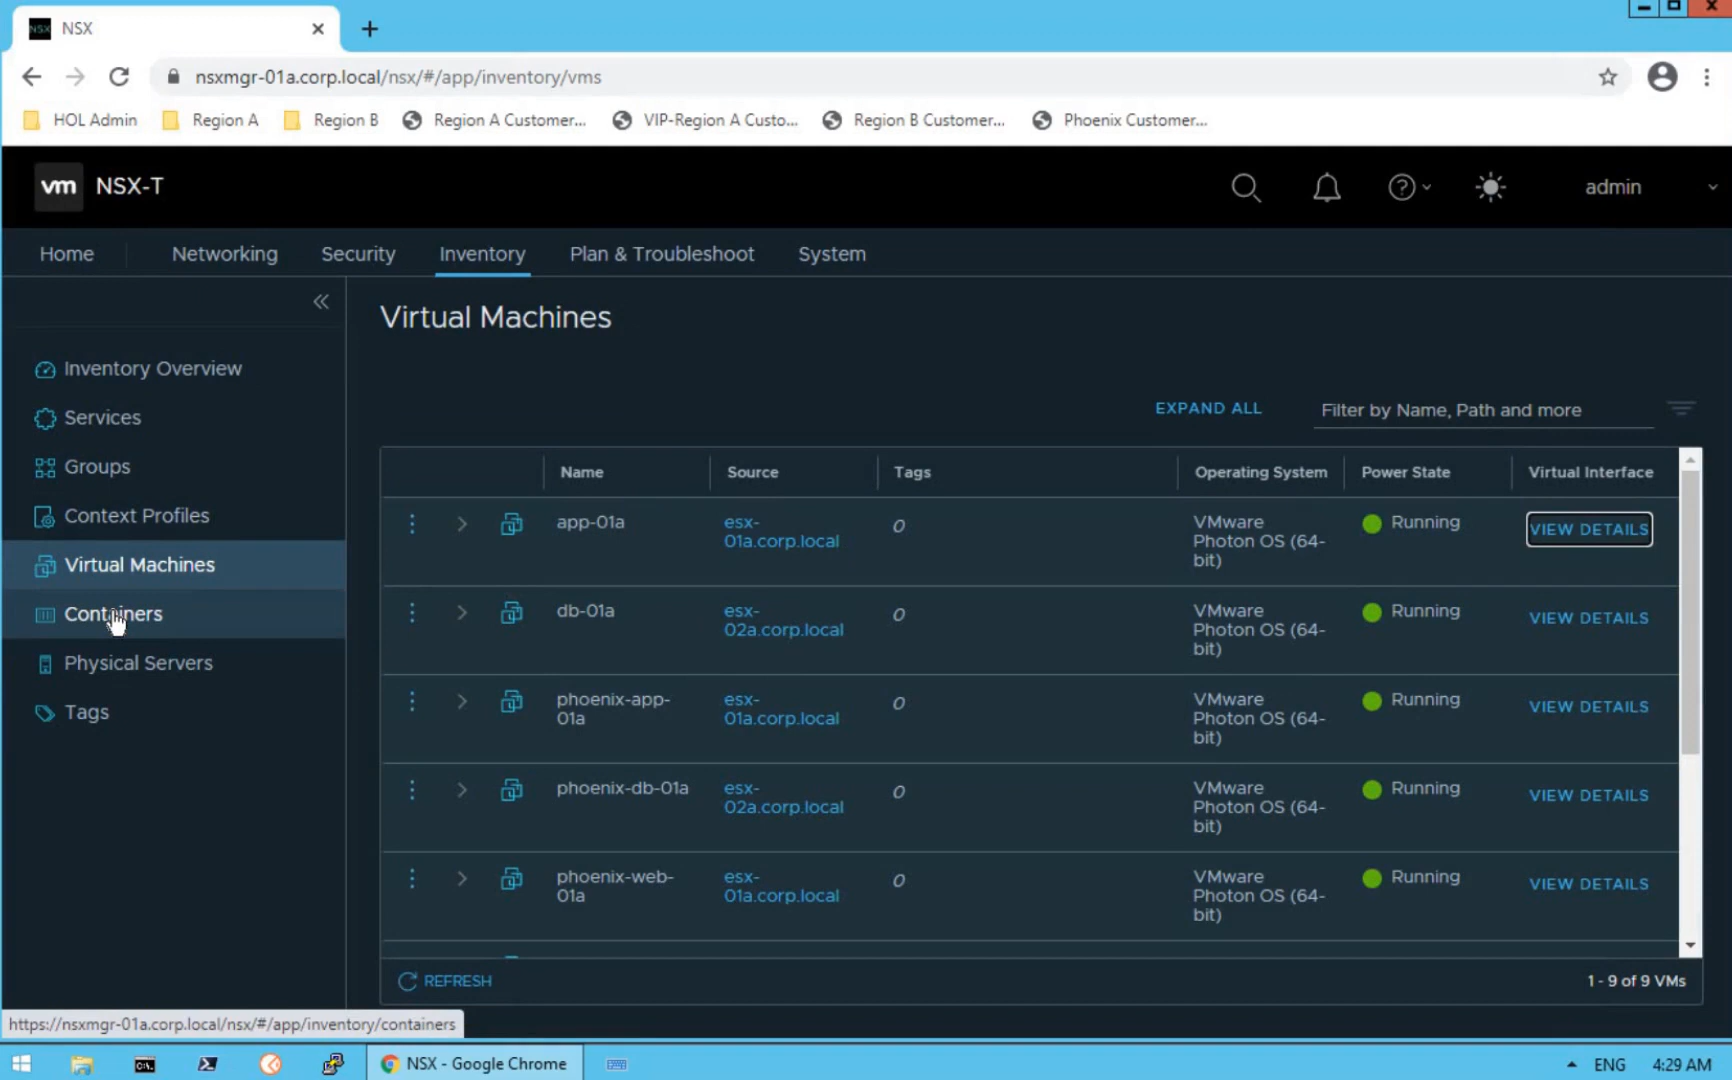 NSX
nsxmgr-01a.corp.local/nsx/#/app/inventory/vms
HOL Admin Region A Region B Region A Customer... VIP-Region A Custo... Region B Customer... Phoenix Customer...
vm NSX-T admin
Home Networking Security Inventory Plan & Troubleshoot System
Inventory Overview
Services
Groups
Context Profiles
Virtual Machines
Containers
Physical Servers
Tags
Virtual Machines
EXPAND ALL Filter by Name, Path and more
Name Source Tags Operating System Power State Virtual Interface
app-01a esx- 0 VMware Running VIEW DETAILS
01a.corp.local Photon OS (64-
bit)
db-01a esx- 0 VMware Running VIEW DETAILS
02a.corp.local Photon OS (64-
bit)
phoenix-app- esx- 0 VMware Running VIEW DETAILS
01a 01a.corp.local Photon OS (64-
bit)
phoenix-db-01a esx- 0 VMware Running VIEW DETAILS
02a.corp.local Photon OS (64-
bit)
phoenix-web- esx- 0 VMware Running VIEW DETAILS
01a 01a.corp.local Photon OS (64-
bit)
REFRESH 1 - 9 of 9 VMs
https://nsxmgr-01a.corp.local/nsx/#/app/inventory/containers
NSX - Google Chrome ENG 4:29 AM